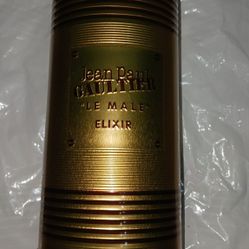 Jean Paul
GAULTIER
"LE MALE"
ELIXIR